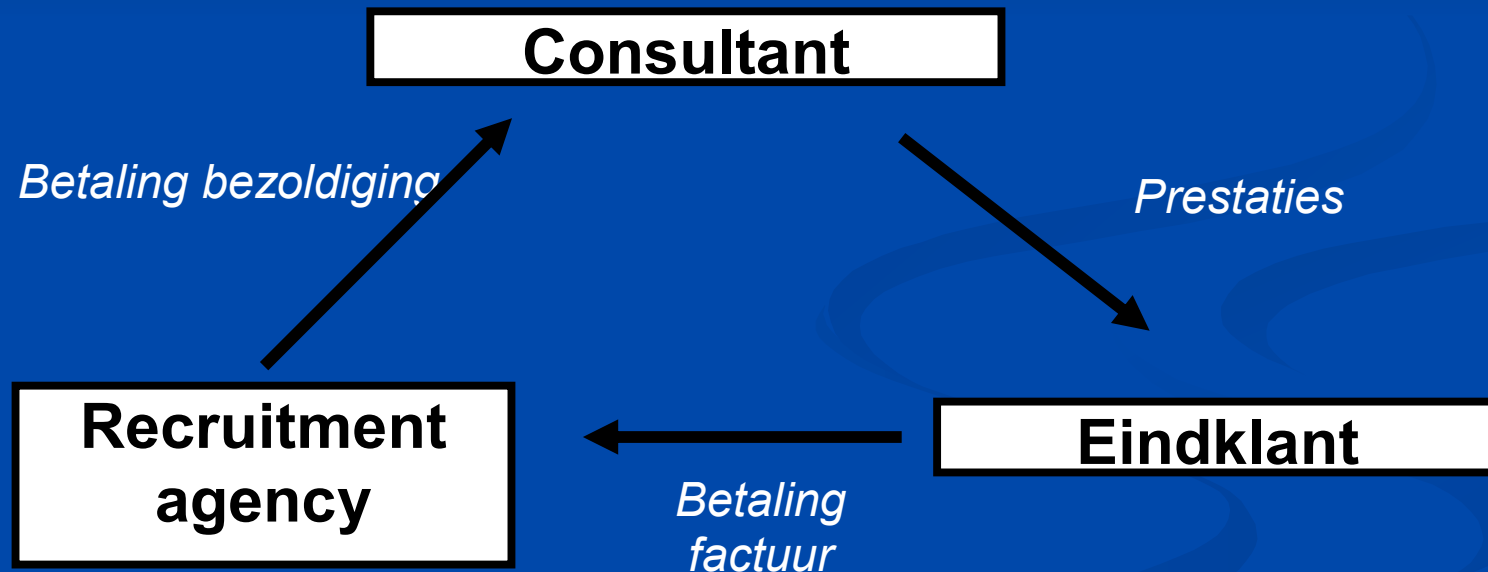 Consultant
Betaling bezoldiging
Prestaties
Recruitment
agency
Eindklant
Betaling
factuur